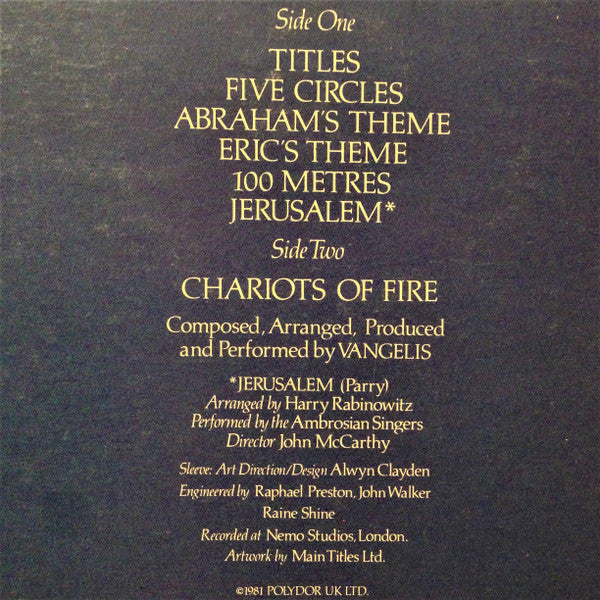 Side One
TITLES
FIVE CIRCLES
ABRAHAM'S THEME
ERIC'S THEME
100 METRES
JERUSALEM*
Side Two
CHARIOTS OF FIRE
Composed, Arranged, Produced
and Performed by VANGELIS
*JERUSALEM (Parry)
Arranged by Harry Rabinowitz
Performed by the Ambrosian Singers
Director John McCarthy
Sleeve: Art Direction/Design Alwyn Clayden
Engineered by Raphael Preston, John Walker
Raine Shine
Recorded at Nemo Studios, London.
Artwork by Main Titles Ltd.
©1981 POLYDOR UK LTD.